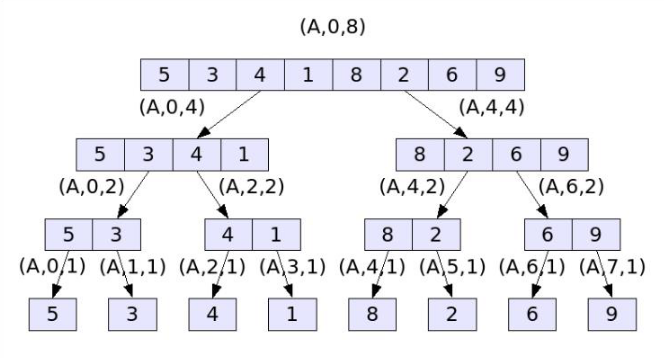 (A,0,8)
5 3 4 1 8 2 6 9
(A,0,4) (A,4,4)
5 3 4 1 8 2 6 9
(A,0,2) (A,2,2) (A,4,2) (A,6,2)
5 3 4 1 8 2 6 9
(A,0,1) (A,1,1) (A,2,1) (A,3,1) (A,4,1) (A,5,1) (A,6,1) (A,7,1)
5 3 4 1 8 2 6 9